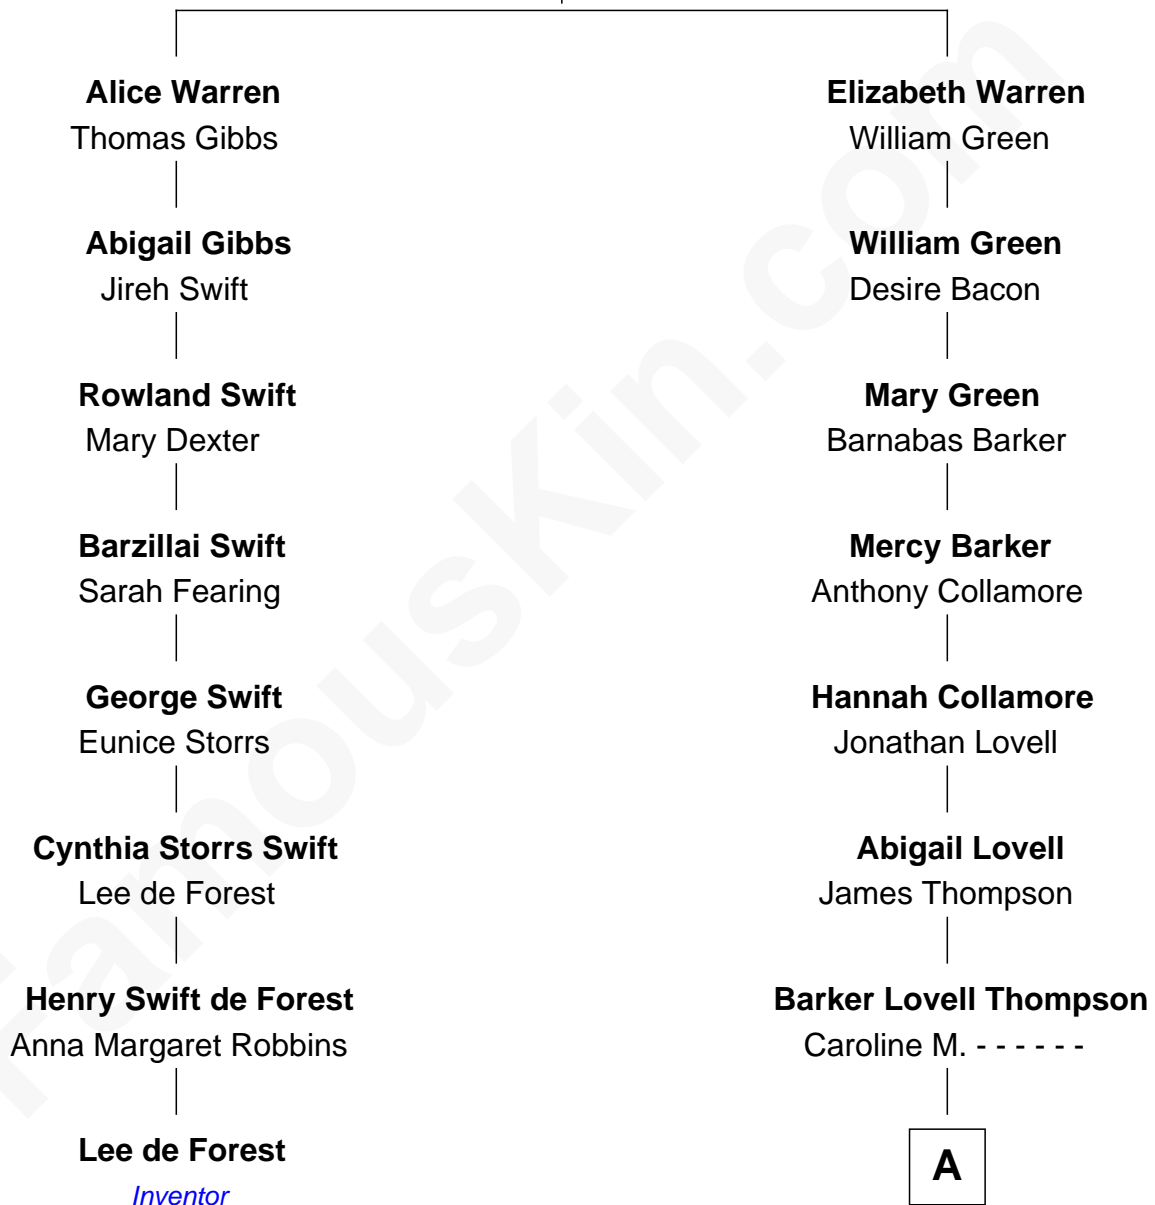 Alice Warren
Thomas Gibbs
Abigail Gibbs
Jireh Swift
Rowland Swift
Mary Dexter
Barzillai Swift
Sarah Fearing
George Swift
Eunice Storrs
Cynthia Storrs Swift
Lee de Forest
Henry Swift de Forest
Anna Margaret Robbins
Lee de Forest
Inventor
Elizabeth Warren
William Green
William Green
Desire Bacon
Mary Green
Barnabas Barker
Mercy Barker
Anthony Collamore
Hannah Collamore
Jonathan Lovell
Abigail Lovell
James Thompson
Barker Lovell Thompson
Caroline M. - - - - - -
A
FamousKin.com